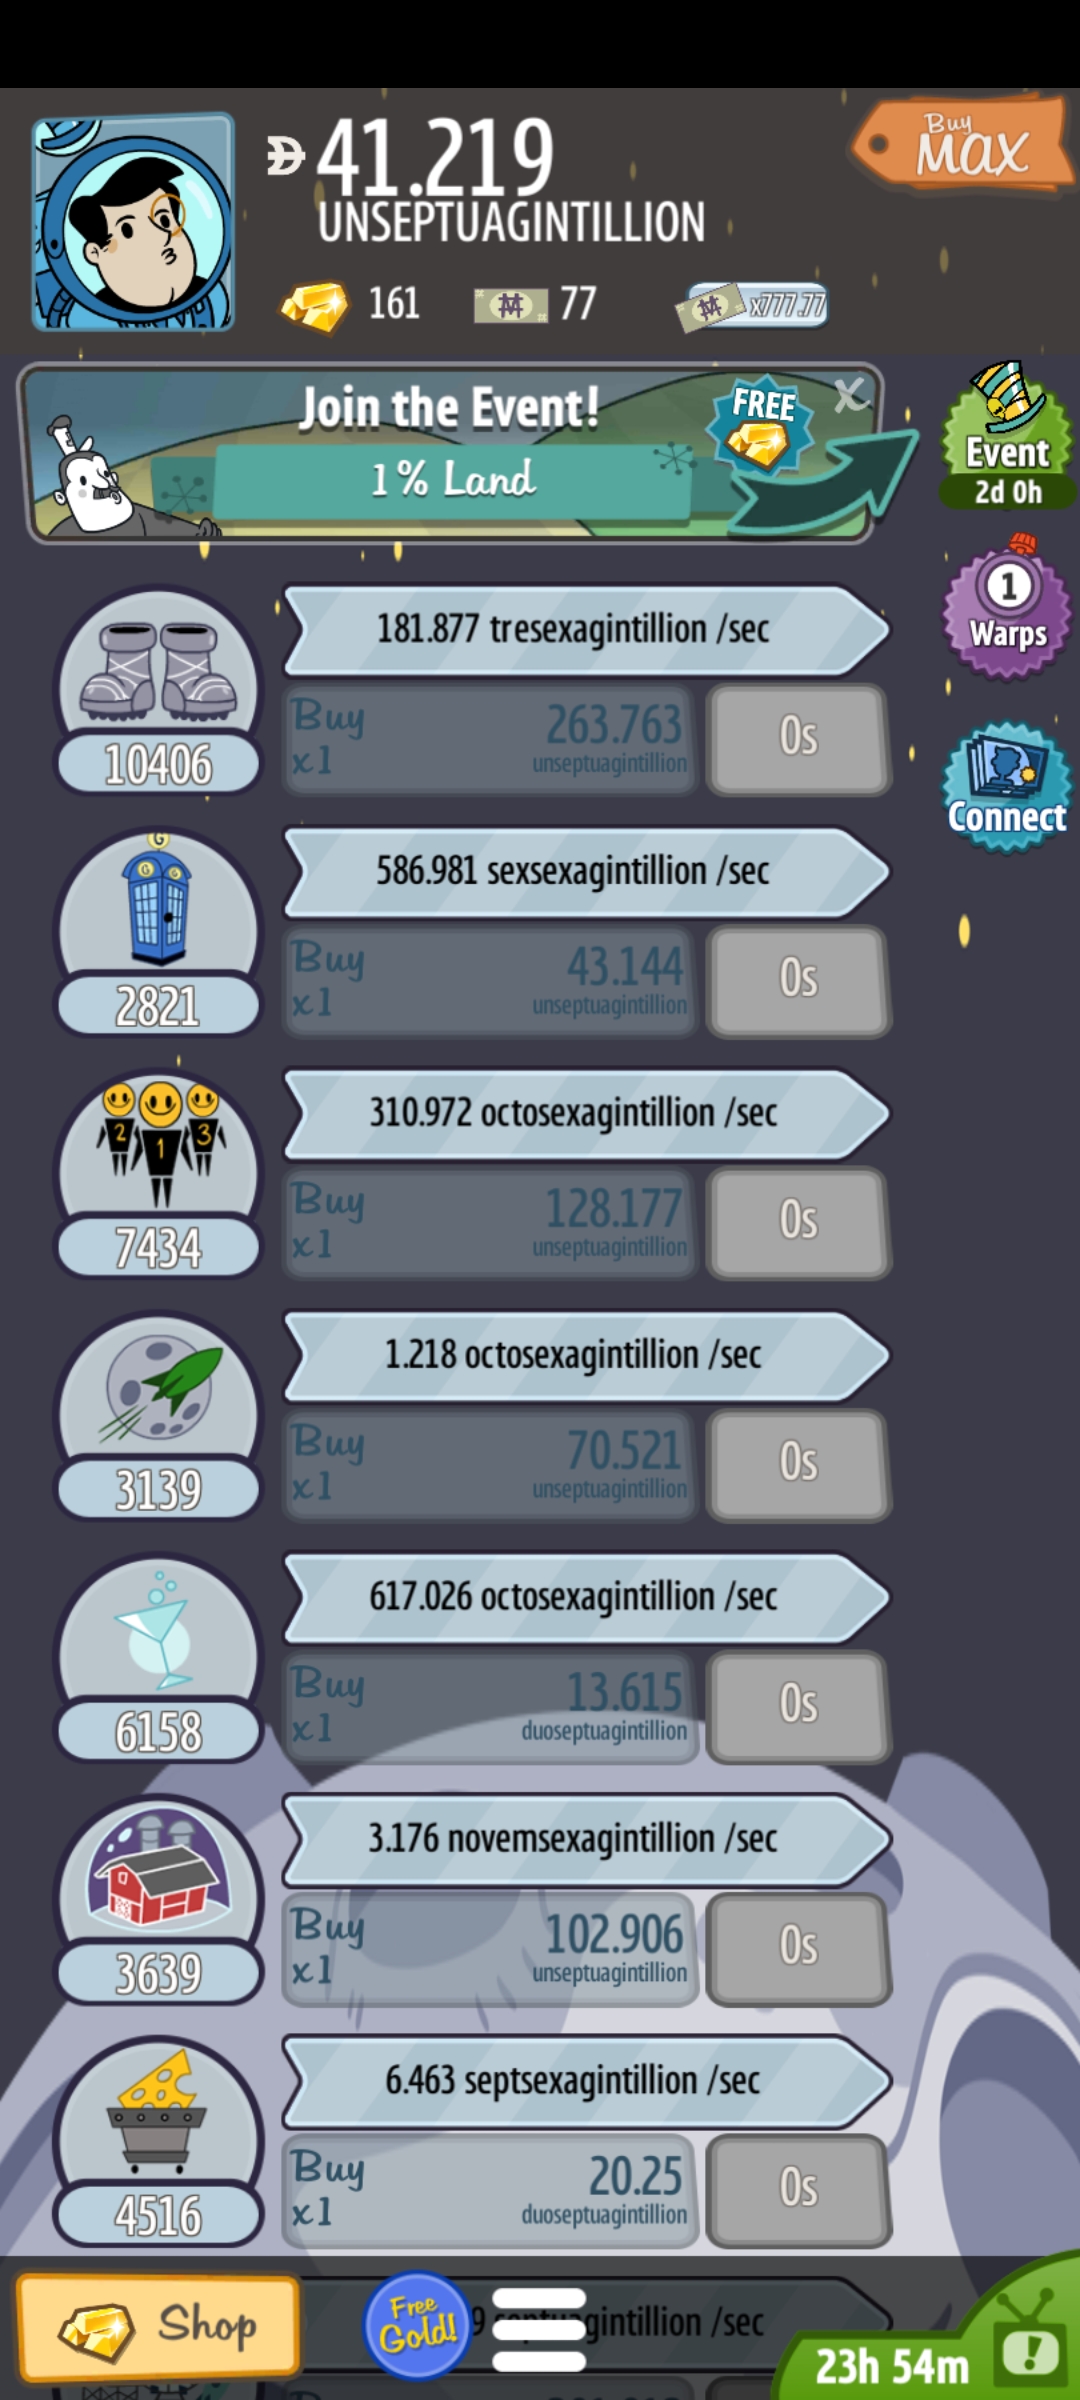 41.219
UNSEPTUAGINTILLION
Buy
MAX
161
77
x777.77
Join the Event!
FREE
1% Land
Event
2d 0h
181.877 tresexagintillion /sec
1
Warps
Buy
x1
263.763
unseptuagintillion
0s
10406
Connect
586.981 sexsexagintillion /sec
G
G G
Buy
x1
43.144
unseptuagintillion
0s
2821
310.972 octosexagintillion /sec
2 1 3
Buy
x1
128.177
unseptuagintillion
0s
7434
1.218 octosexagintillion /sec
Buy
x1
70.521
unseptuagintillion
0s
3139
617.026 octosexagintillion /sec
Buy
x1
13.615
duoseptuagintillion
0s
6158
3.176 novemsexagintillion /sec
Buy
x1
102.906
unseptuagintillion
0s
3639
6.463 septsexagintillion /sec
Buy
x1
20.25
duoseptuagintillion
0s
4516
Shop
Free
Gold!
/sec
23h 54m